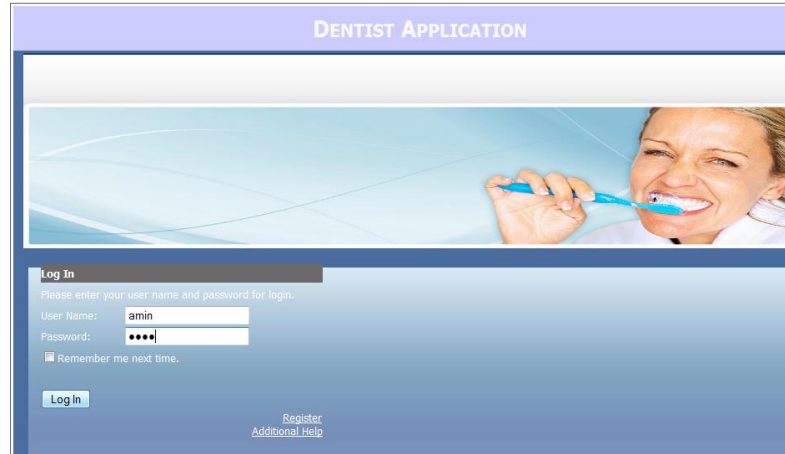 DENTIST APPLICATION
Log In
Please enter your user name and password for login.
User Name: amin
Password: ••••
Remember me next time.
Log In
Register
Additional Help